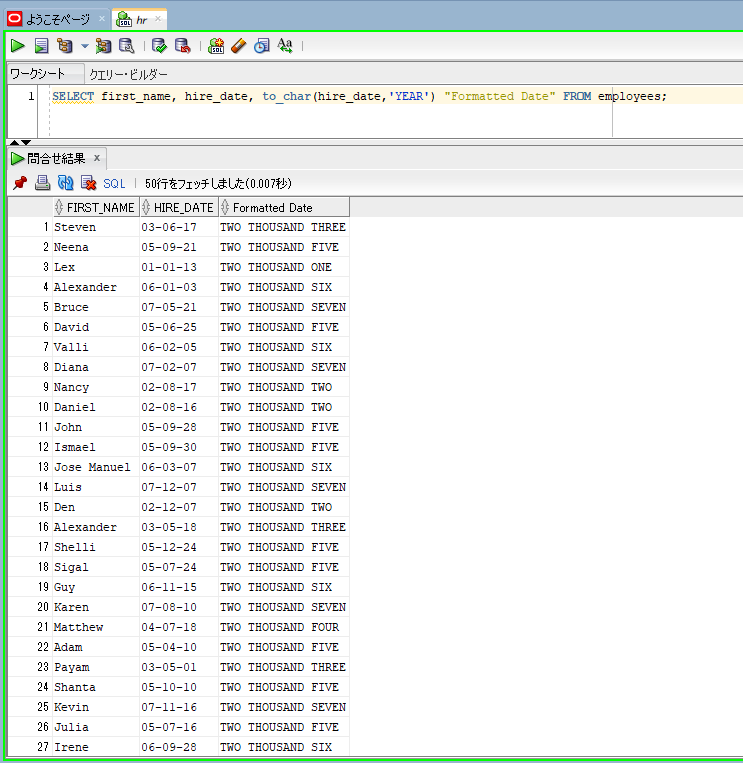 ようこそページ × hr ×
SQL Aa
ワークシート クエリー・ビルダー
1 SELECT first_name, hire_date, to_char(hire_date,'YEAR') "Formatted Date" FROM employees;
問合せ結果 ×
SQL | 50行をフェッチしました(0.007秒)
FIRST_NAME HIRE_DATE Formatted Date
1 Steven 03-06-17 TWO THOUSAND THREE
2 Neena 05-09-21 TWO THOUSAND FIVE
3 Lex 01-01-13 TWO THOUSAND ONE
4 Alexander 06-01-03 TWO THOUSAND SIX
5 Bruce 07-05-21 TWO THOUSAND SEVEN
6 David 05-06-25 TWO THOUSAND FIVE
7 Valli 06-02-05 TWO THOUSAND SIX
8 Diana 07-02-07 TWO THOUSAND SEVEN
9 Nancy 02-08-17 TWO THOUSAND TWO
10 Daniel 02-08-16 TWO THOUSAND TWO
11 John 05-09-28 TWO THOUSAND FIVE
12 Ismael 05-09-30 TWO THOUSAND FIVE
13 Jose Manuel 06-03-07 TWO THOUSAND SIX
14 Luis 07-12-07 TWO THOUSAND SEVEN
15 Den 02-12-07 TWO THOUSAND TWO
16 Alexander 03-05-18 TWO THOUSAND THREE
17 Shelli 05-12-24 TWO THOUSAND FIVE
18 Sigal 05-07-24 TWO THOUSAND FIVE
19 Guy 06-11-15 TWO THOUSAND SIX
20 Karen 07-08-10 TWO THOUSAND SEVEN
21 Matthew 04-07-18 TWO THOUSAND FOUR
22 Adam 05-04-10 TWO THOUSAND FIVE
23 Payam 03-05-01 TWO THOUSAND THREE
24 Shanta 05-10-10 TWO THOUSAND FIVE
25 Kevin 07-11-16 TWO THOUSAND SEVEN
26 Julia 05-07-16 TWO THOUSAND FIVE
27 Irene 06-09-28 TWO THOUSAND SIX